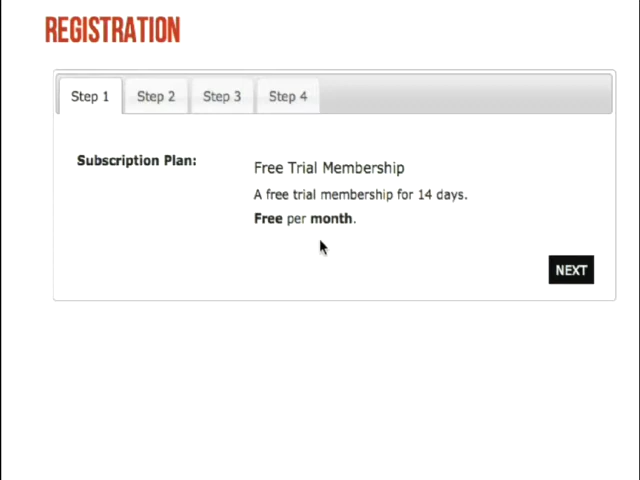 REGISTRATION
Step 1 Step 2 Step 3 Step 4
Subscription Plan:
Free Trial Membership
A free trial membership for 14 days.
Free per month.
NEXT